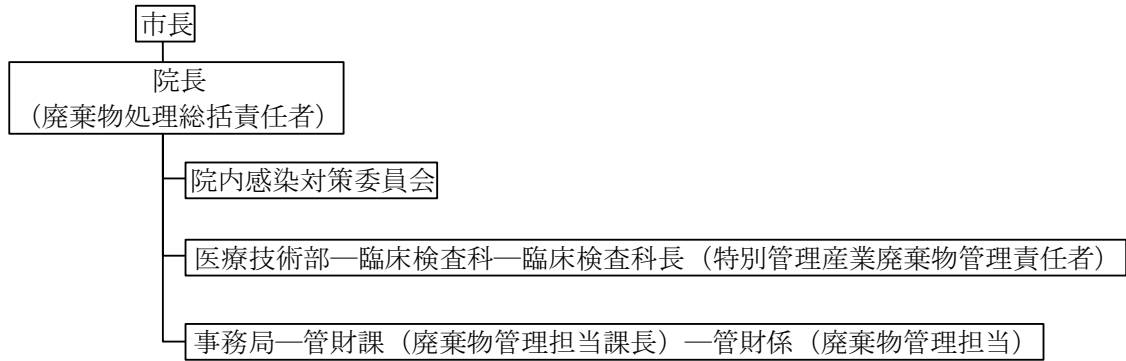 市長
院長
（廃棄物処理総括責任者）
院内感染対策委員会
医療技術部―臨床検査科―臨床検査科長（特別管理産業廃棄物管理責任者）
事務局―管財課（廃棄物管理担当課長）―管財係（廃棄物管理担当）